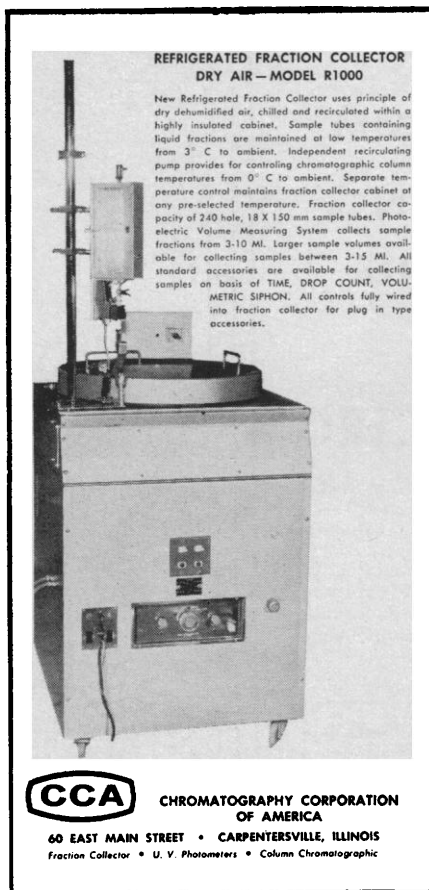 REFRIGERATED FRACTION COLLECTOR
DRY AIR — MODEL R1000
New Refrigerated Fraction Collector uses principle of
dry dehumidified air, chilled and recirculated within a
highly insulated cabinet. Sample tubes containing
liquid fractions are maintained at low temperatures
from 3° C to ambient. Independent recirculating
pump provides for controling chromatographic column
temperatures from 0° C to ambient. Separate tem-
perature control maintains fraction collector cabinet at
any pre-selected temperature. Fraction collector ca-
pacity of 240 hole, 18 X 150 mm sample tubes. Photo-
electric Volume Measuring System collects sample
fractions from 3-10 Ml. Larger sample volumes avail-
able for collecting samples between 3-15 Ml. All
standard accessories are available for collecting
samples on basis of TIME, DROP COUNT, VOLU-
METRIC SIPHON. All controls fully wired
into fraction collector for plug in type
accessories.
CCA
CHROMATOGRAPHY CORPORATION
OF AMERICA
60 EAST MAIN STREET • CARPENTERSVILLE, ILLINOIS
Fraction Collector • U. V. Photometers • Column Chromatographic